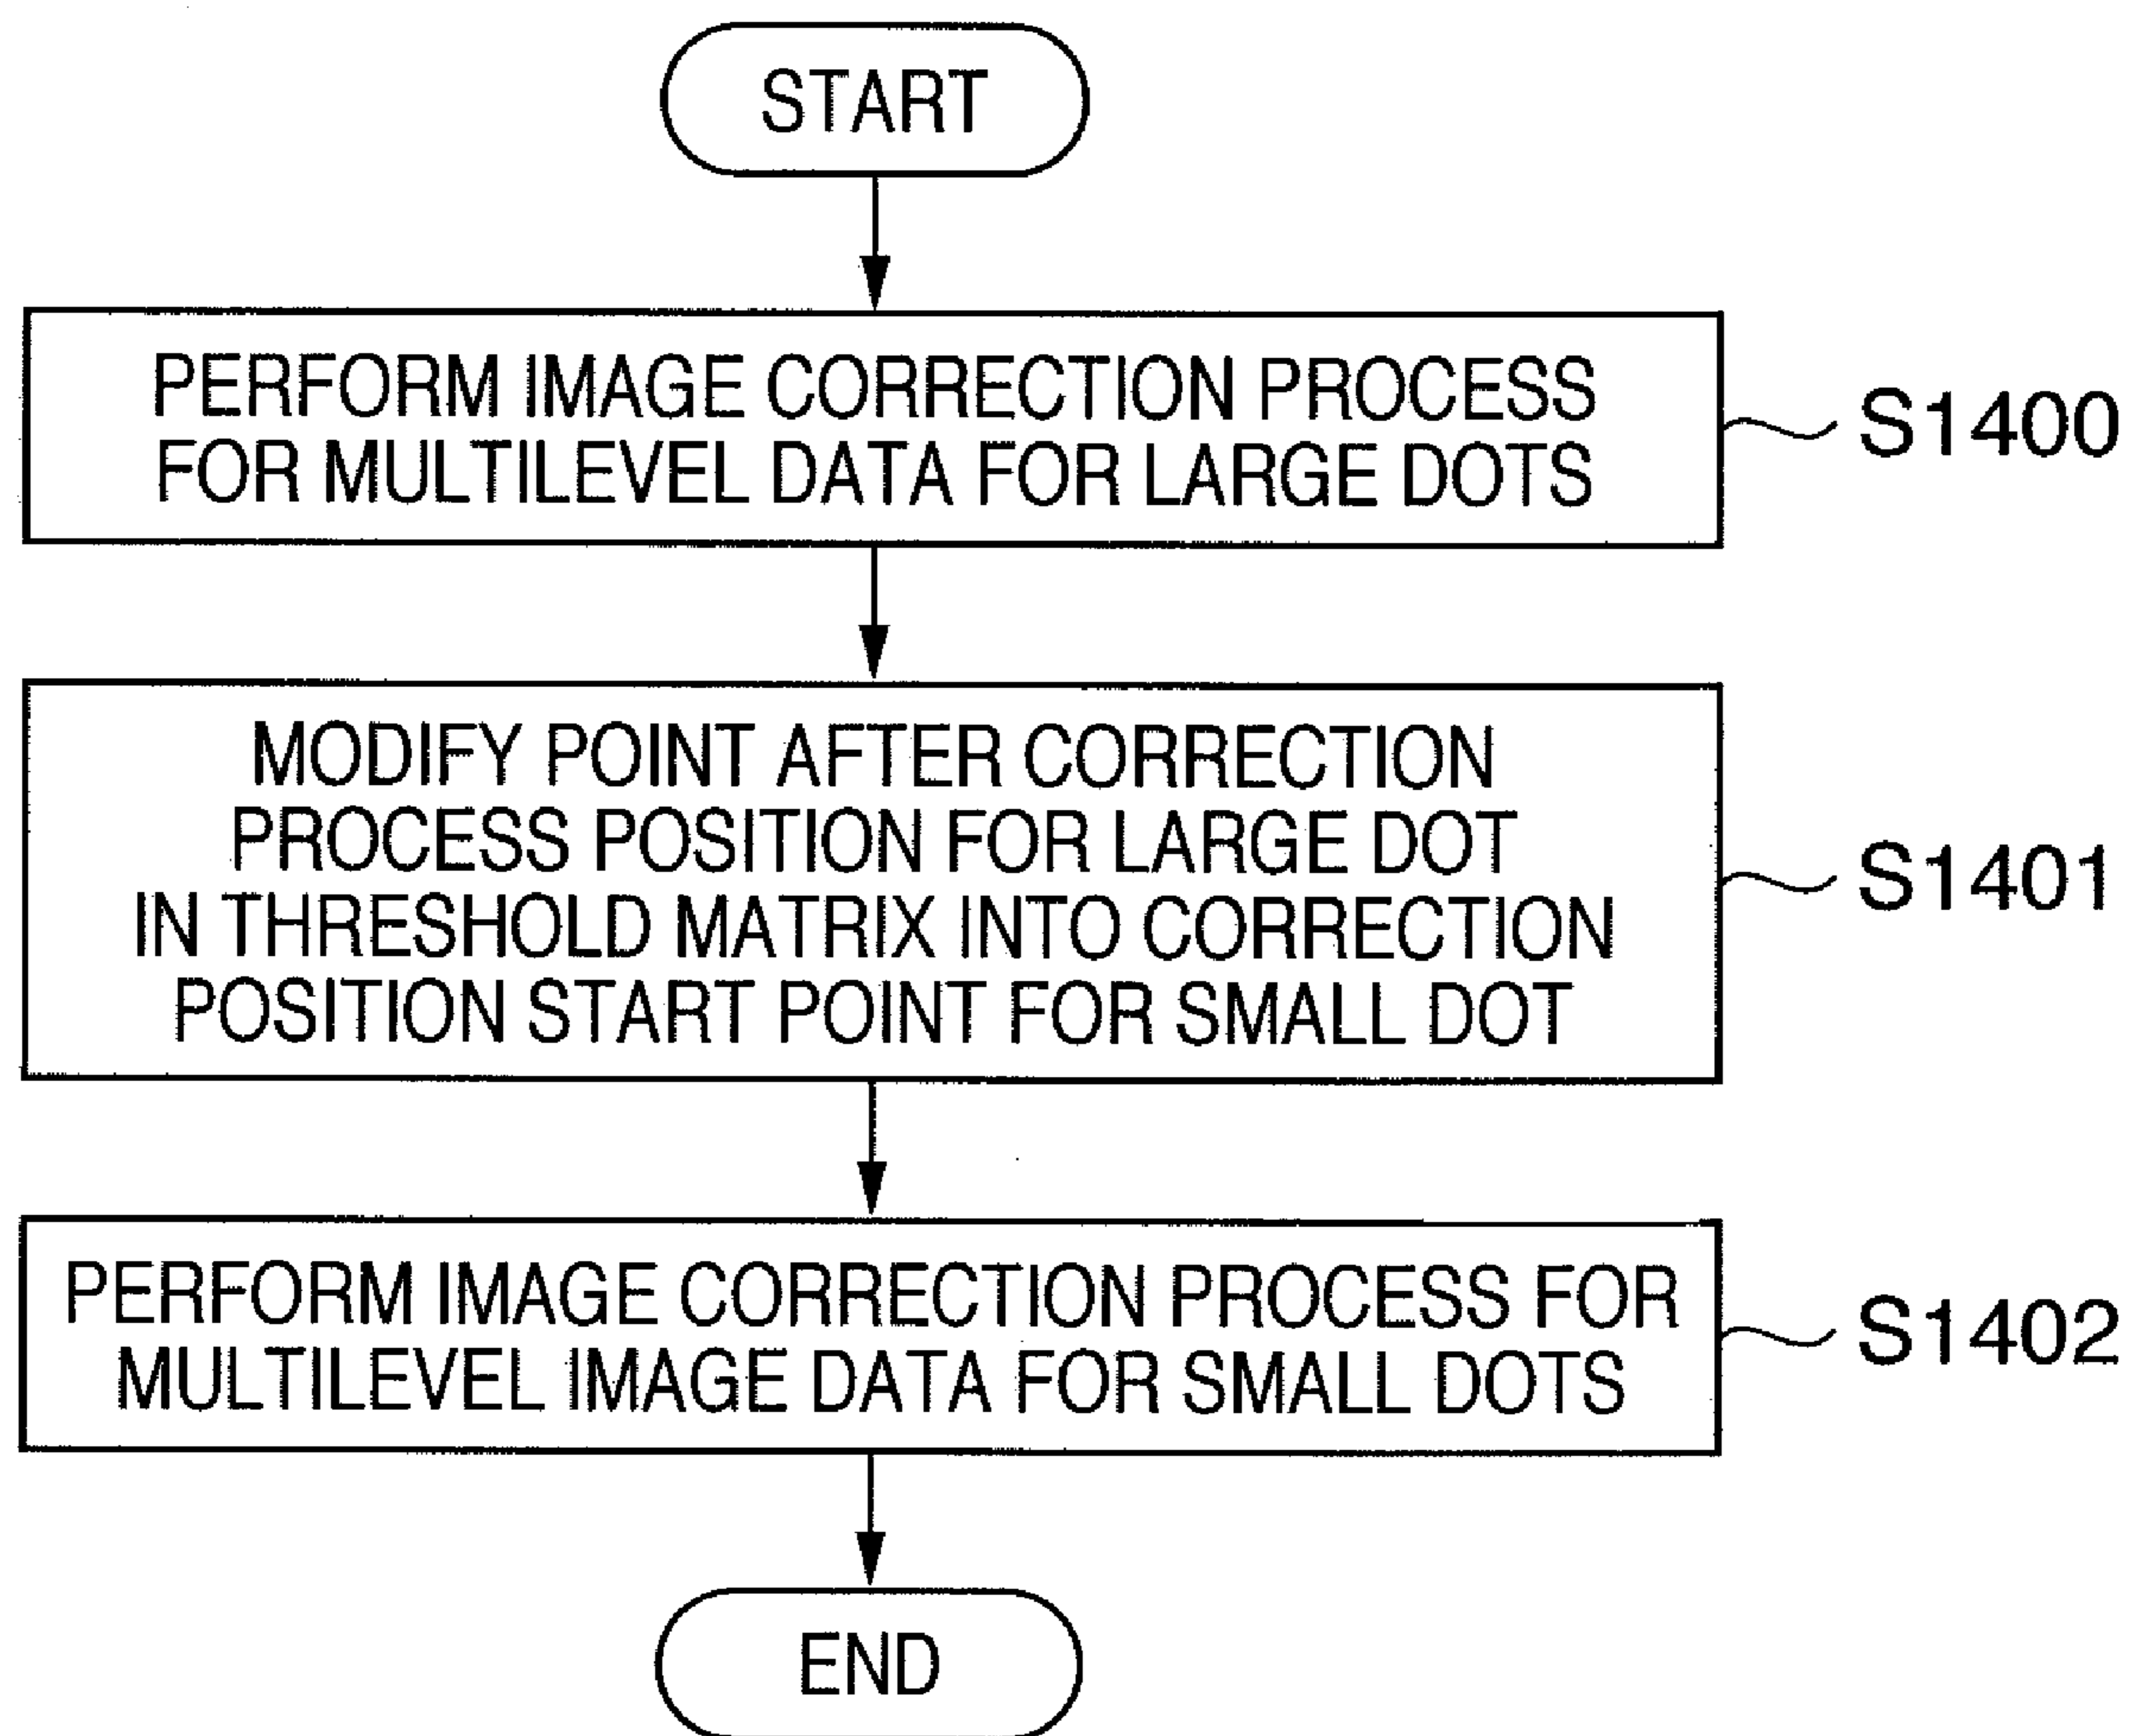 START
PERFORM IMAGE CORRECTION PROCESS
FOR MULTILEVEL DATA FOR LARGE DOTS
S1400
MODIFY POINT AFTER CORRECTION
PROCESS POSITION FOR LARGE DOT
IN THRESHOLD MATRIX INTO CORRECTION
POSITION START POINT FOR SMALL DOT
S1401
PERFORM IMAGE CORRECTION PROCESS FOR
MULTILEVEL IMAGE DATA FOR SMALL DOTS
S1402
END